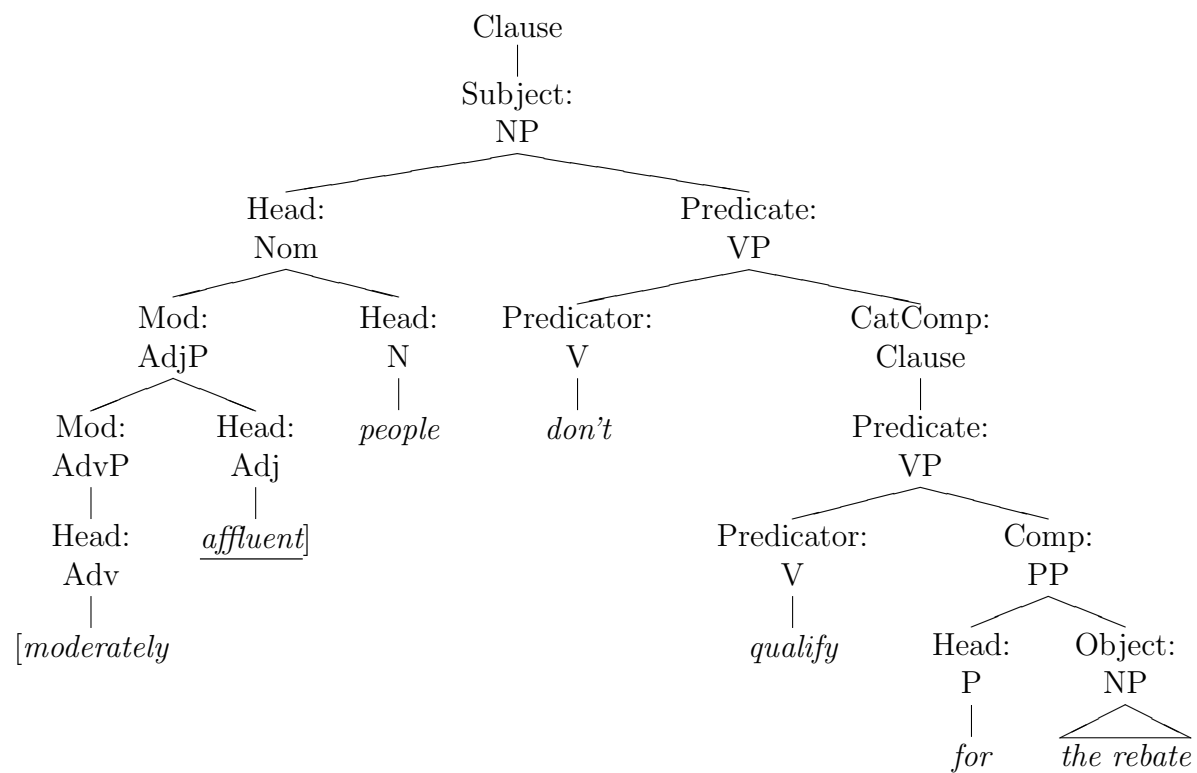 Clause
Subject:
NP
Head: Predicate:
Nom VP
Mod: Head: Predicator: CatComp:
AdjP N V Clause
Mod: Head: people don't Predicate:
AdvP Adj VP
Head: affluent] Predicator: Comp:
Adv V PP
[moderately qualify Head: Object:
P NP
for the rebate